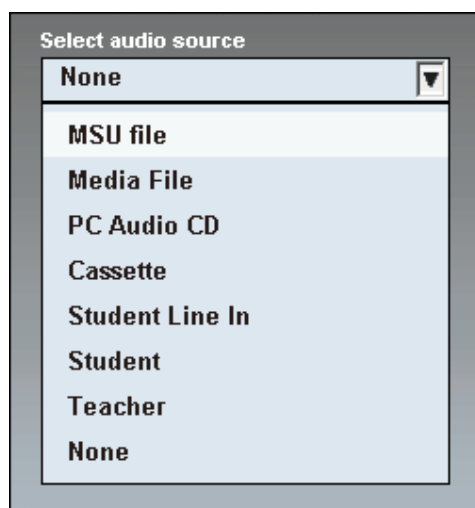 Select audio source
None
MSU file
Media File
PC Audio CD
Cassette
Student Line In
Student
Teacher
None